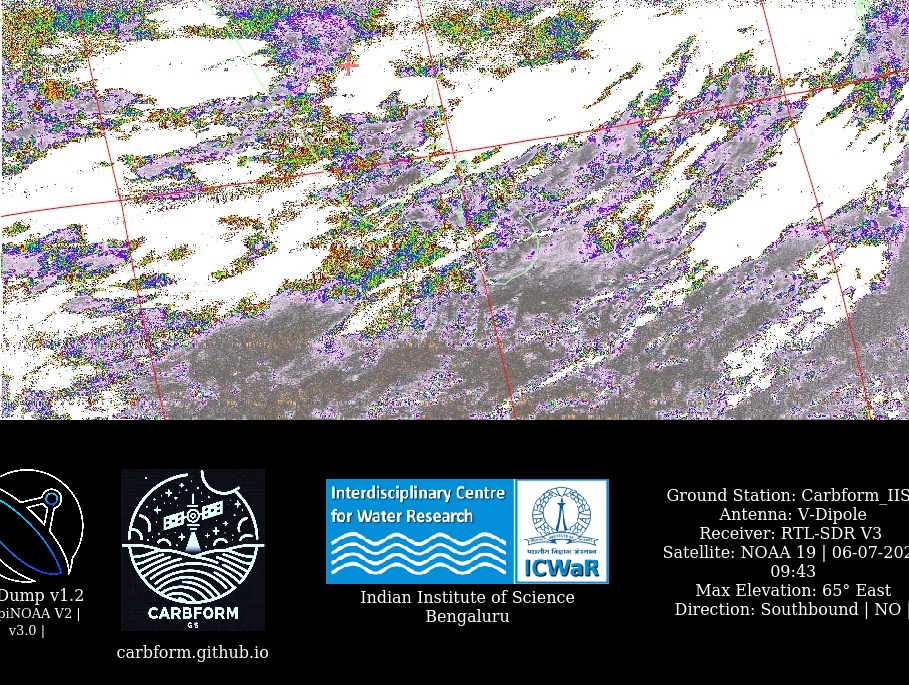 Dump v1.2
piNOAA V2 |
v3.0 |
CARBFORM
GS
carbform.github.io
Interdisciplinary Centre
for Water Research
भारतीय विज्ञान संस्थान
ICWaR
Indian Institute of Science
Bengaluru
Ground Station: Carbform_IIS
Antenna: V-Dipole
Receiver: RTL-SDR V3
Satellite: NOAA 19 | 06-07-202
09:43
Max Elevation: 65° East
Direction: Southbound | NO |